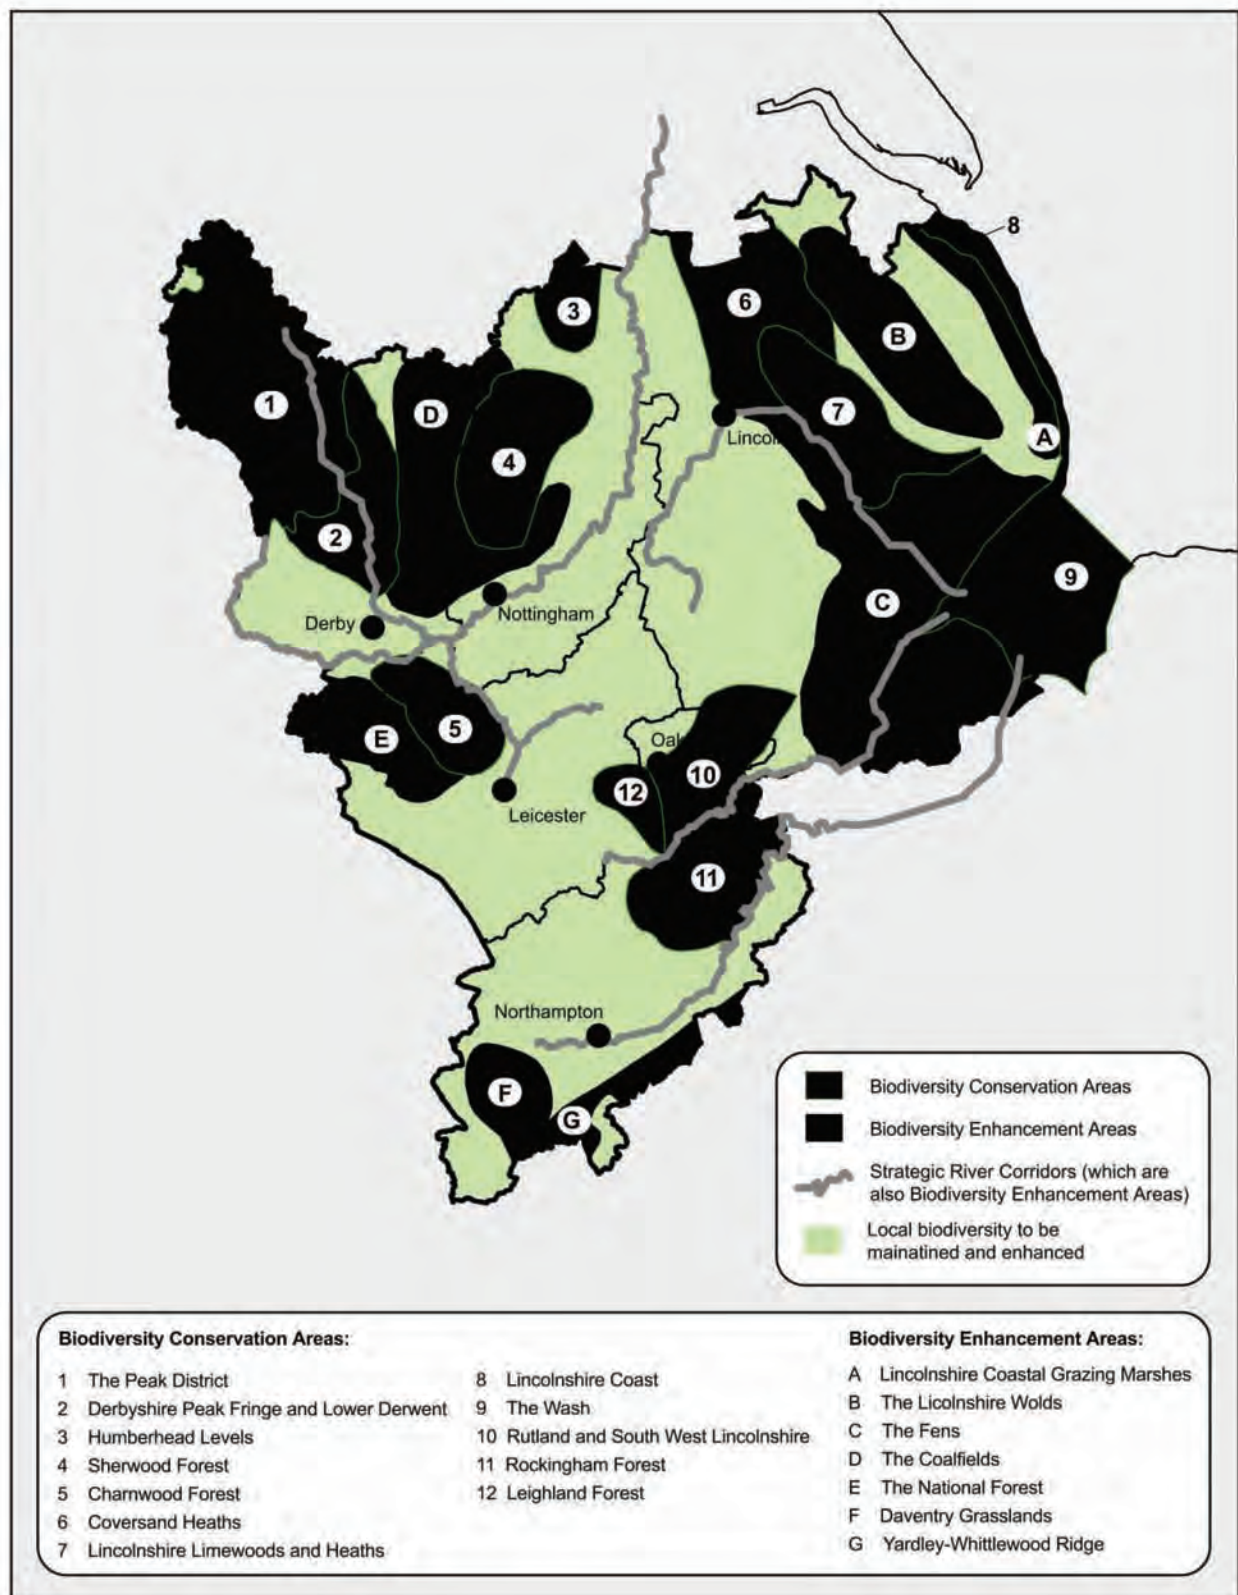 8
3
6
B
1
D
7
A
Lincoln
4
2
9
C
Nottingham
Derby
5
E
Oak
10
12
Leicester
11
Northampton
F
G
Biodiversity Conservation Areas
Biodiversity Enhancement Areas
Strategic River Corridors (which are
also Biodiversity Enhancement Areas)
Local biodiversity to be
mainatined and enhanced
Biodiversity Conservation Areas:
1 The Peak District
2 Derbyshire Peak Fringe and Lower Derwent
3 Humberhead Levels
4 Sherwood Forest
5 Charnwood Forest
6 Coversand Heaths
7 Lincolnshire Limewoods and Heaths
8 Lincolnshire Coast
9 The Wash
10 Rutland and South West Lincolnshire
11 Rockingham Forest
12 Leighland Forest
Biodiversity Enhancement Areas:
A Lincolnshire Coastal Grazing Marshes
B The Licolnshire Wolds
C The Fens
D The Coalfields
E The National Forest
F Daventry Grasslands
G Yardley-Whittlewood Ridge